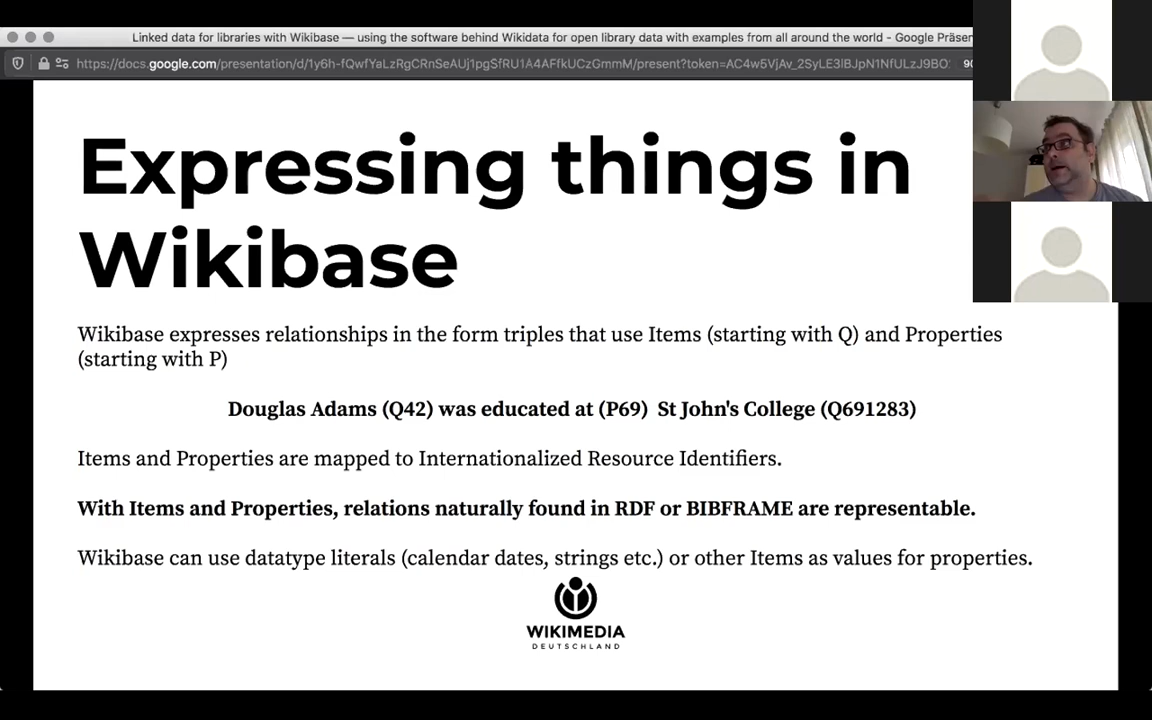 Linked data for libraries with Wikibase — using the software behind Wikidata for open library data with examples from all around the world - Google Präsen
https://docs.google.com/presentation/d/1y6h-fQwfYaLzRgCRnSeAUj1pgSfRU1A4AFfkUCzGmmM/present?token=AC4w5VjAv_2SyLE3lBJpN1NfULzJ9BO
90
Expressing things in
Wikibase
Wikibase expresses relationships in the form triples that use Items (starting with Q) and Properties
(starting with P)
Douglas Adams (Q42) was educated at (P69) St John's College (Q691283)
Items and Properties are mapped to Internationalized Resource Identifiers.
With Items and Properties, relations naturally found in RDF or BIBFRAME are representable.
Wikibase can use datatype literals (calendar dates, strings etc.) or other Items as values for properties.
WIKIMEDIA
DEUTSCHLAND